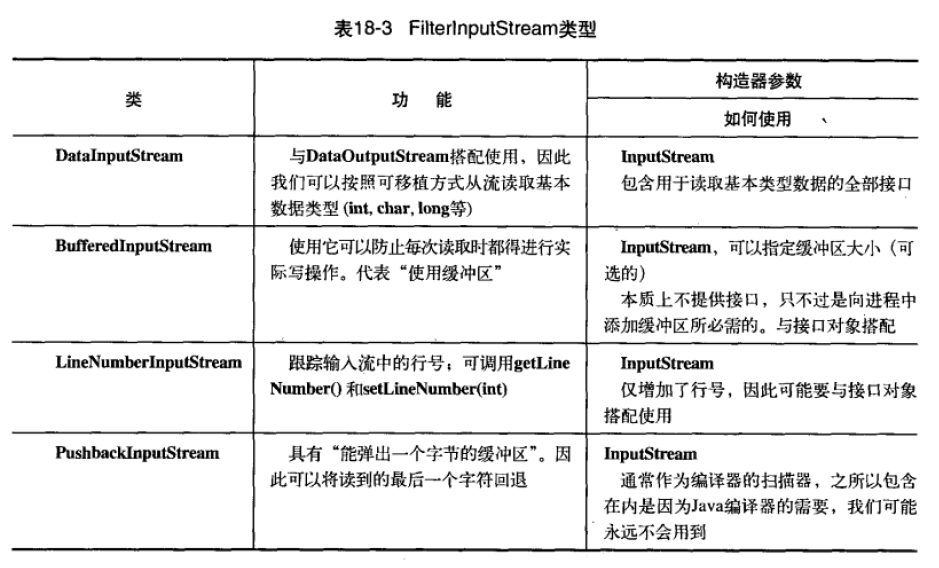 表18-3 FilterInputStream类型
类
功 能
构造器参数
如何使用
DataInputStream
与DataOutputStream搭配使用，因此
我们可以按照可移植方式从流读取基本
数据类型 (int, char, long等)
InputStream
包含用于读取基本类型数据的全部接口
BufferedInputStream
使用它可以防止每次读取时都得进行实
际写操作。代表“使用缓冲区”
InputStream，可以指定缓冲区大小（可
选的）
本质上不提供接口，只不过是向进程中
添加缓冲区所必需的。与接口对象搭配
LineNumberInputStream
跟踪输入流中的行号；可调用getLine
Number() 和setLineNumber(int)
InputStream
仅增加了行号，因此可能要与接口对象
搭配使用
PushbackInputStream
具有“能弹出一个字节的缓冲区”。因
此可以将读到的最后一个字符回退
InputStream
通常作为编译器的扫描器，之所以包含
在内是因为Java编译器的需要，我们可能
永远不会用到